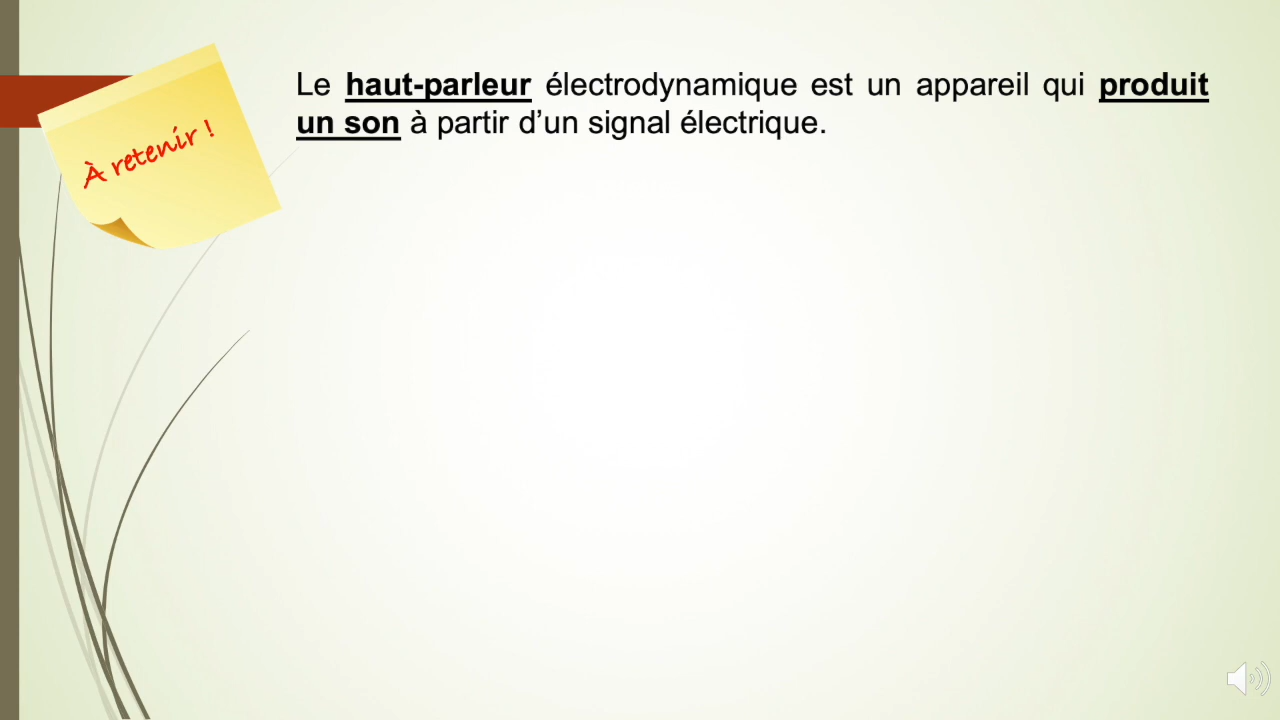 À retenir !
Le haut-parleur électrodynamique est un appareil qui produit
un son à partir d’un signal électrique.